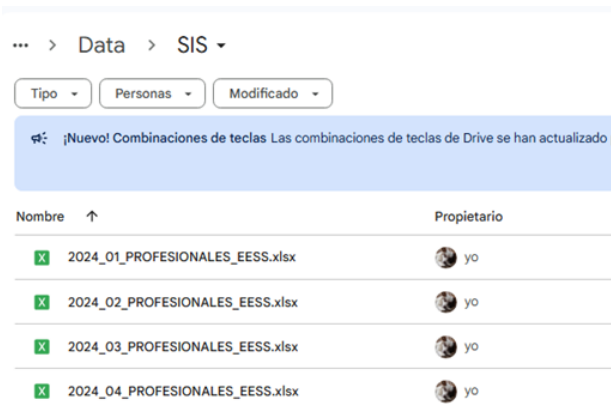 ... > Data > SIS
Tipo Personas Modificado
¡Nuevo! Combinaciones de teclas Las combinaciones de teclas de Drive se han actualizado
Nombre ↑ Propietario
X 2024_01_PROFESIONALES_EESS.xlsx yo
X 2024_02_PROFESIONALES_EESS.xlsx yo
X 2024_03_PROFESIONALES_EESS.xlsx yo
X 2024_04_PROFESIONALES_EESS.xlsx yo